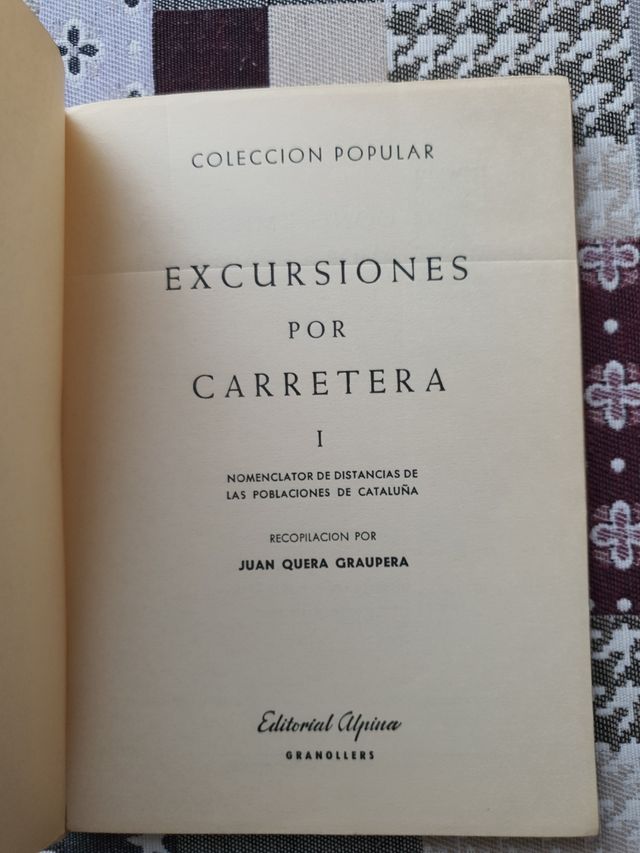 COLECCION POPULAR
EXCURSIONES
POR
CARRETERA
I
NOMENCLATOR DE DISTANCIAS DE
LAS POBLACIONES DE CATALUÑA
RECOPILACION POR
JUAN QUERA GRAUPERA
Editorial Alpina
GRANOLLERS